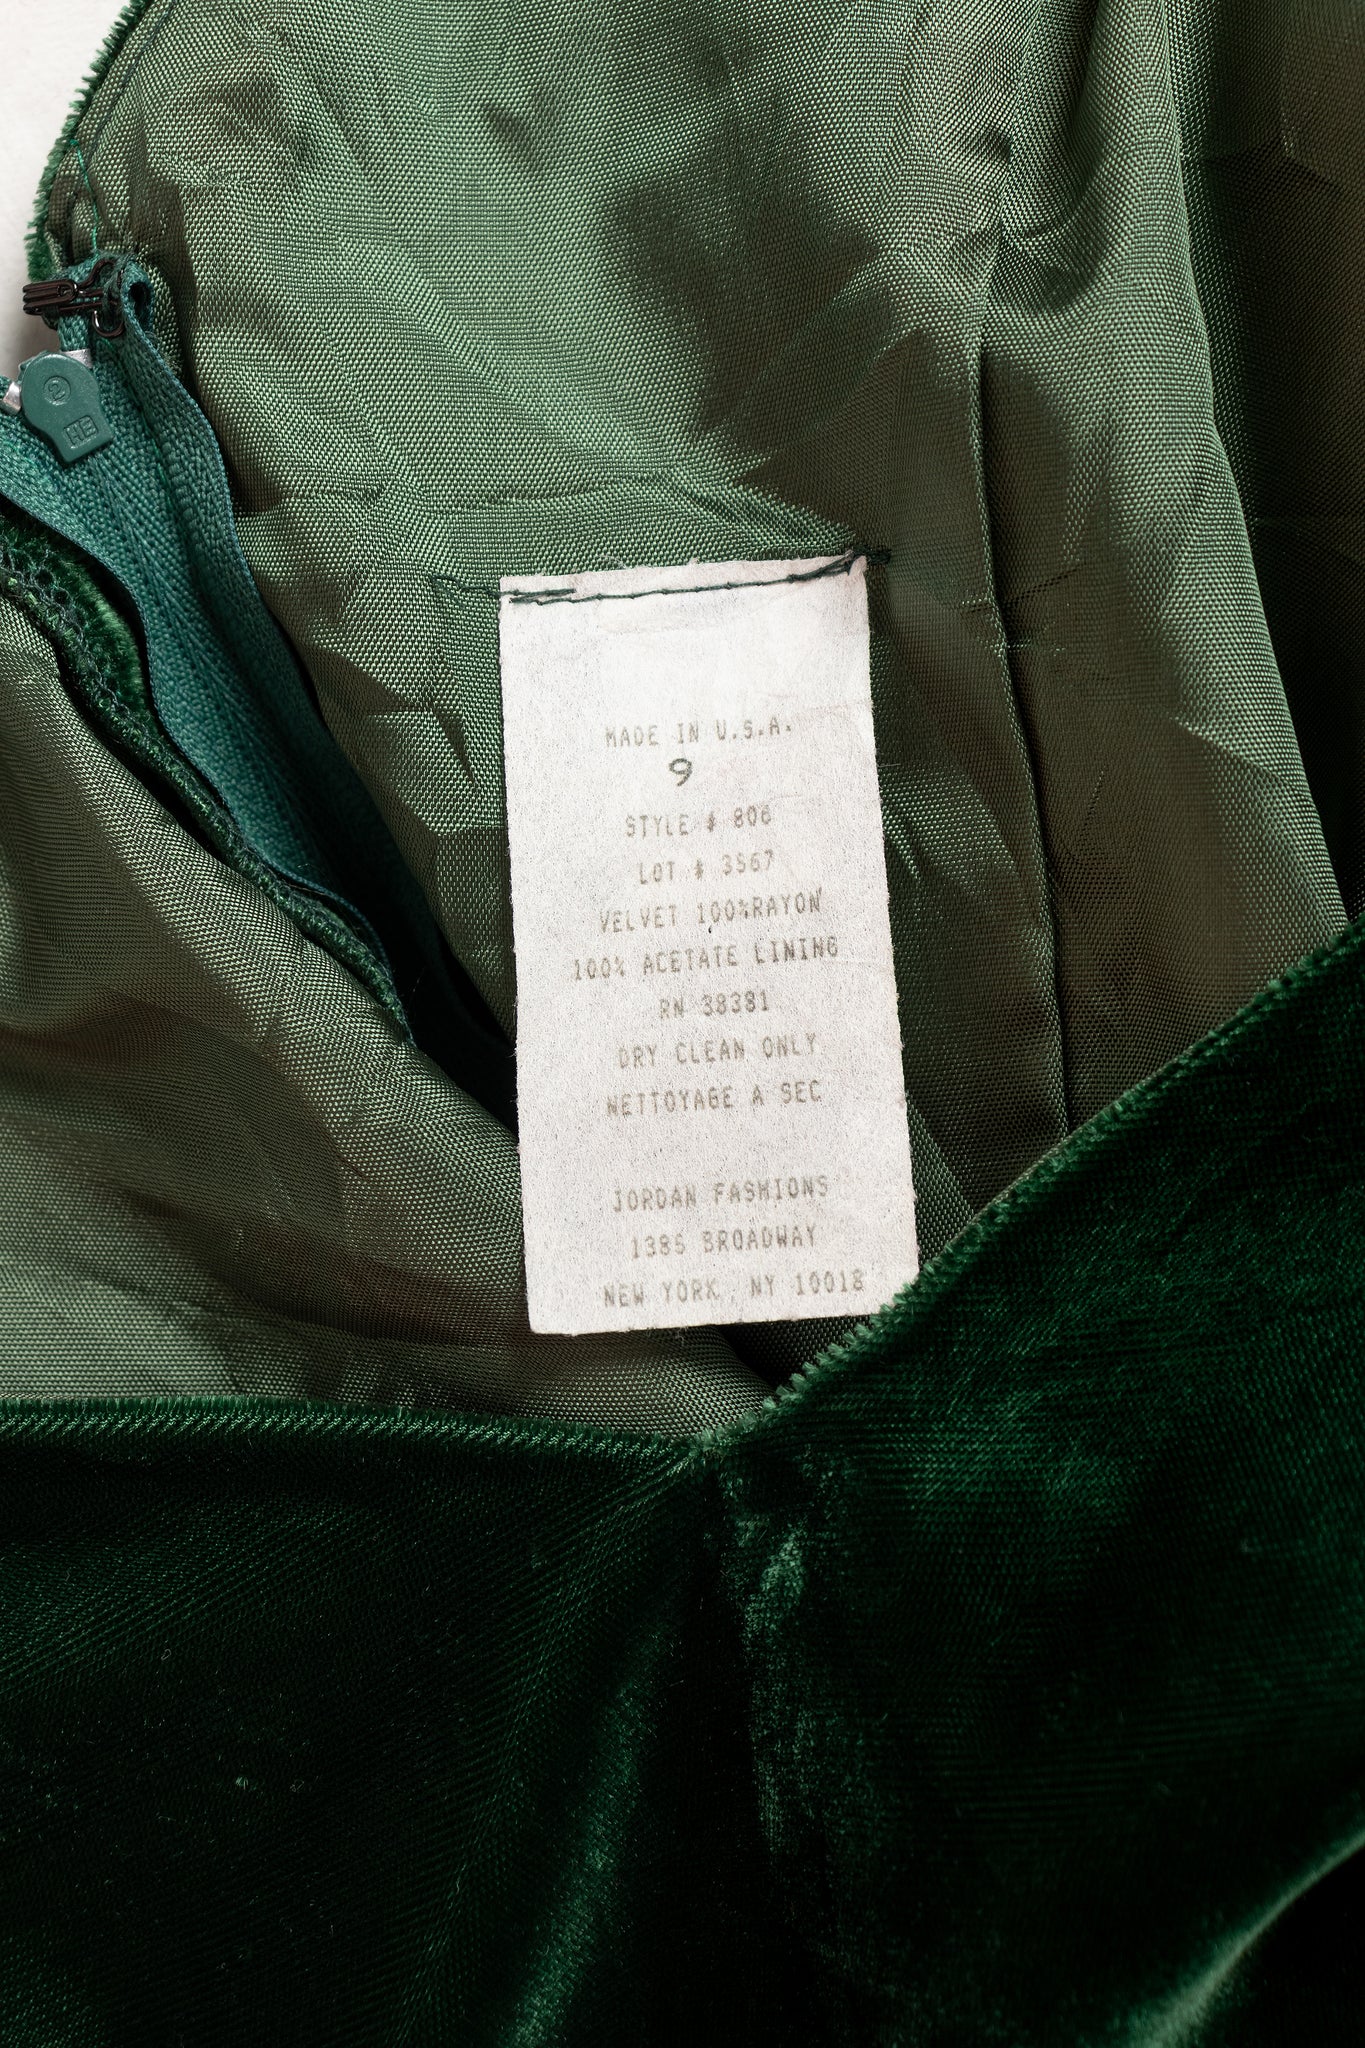 MADE IN U.S.A.
9
STYLE # 806
LOT # 3567
VELVET 100%RAYON
100% ACETATE LINING
RN 38381
DRY CLEAN ONLY
NETTOYAGE A SEC
JORDAN FASHIONS
1385 BROADWAY
NEW YORK, NY 10018